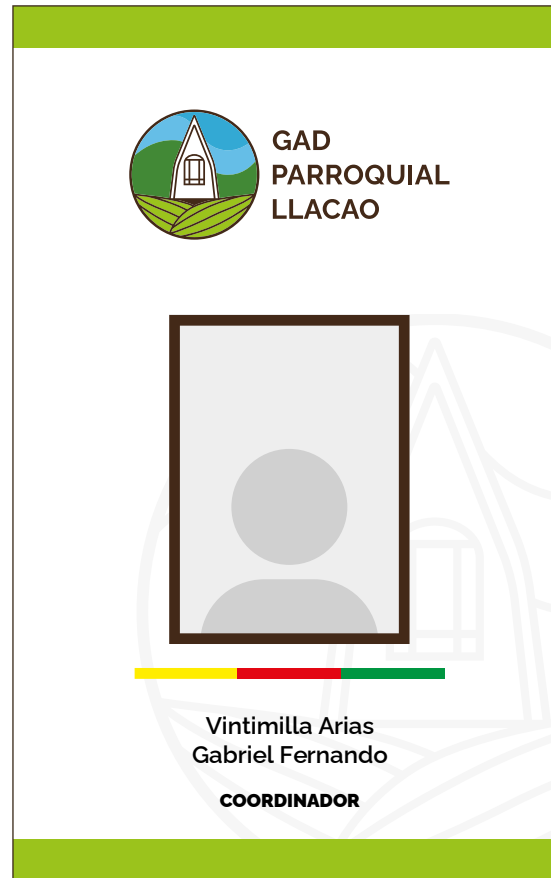 GAD
PARROQUIAL
LLACAO
Vintimilla Arias
Gabriel Fernando
COORDINADOR